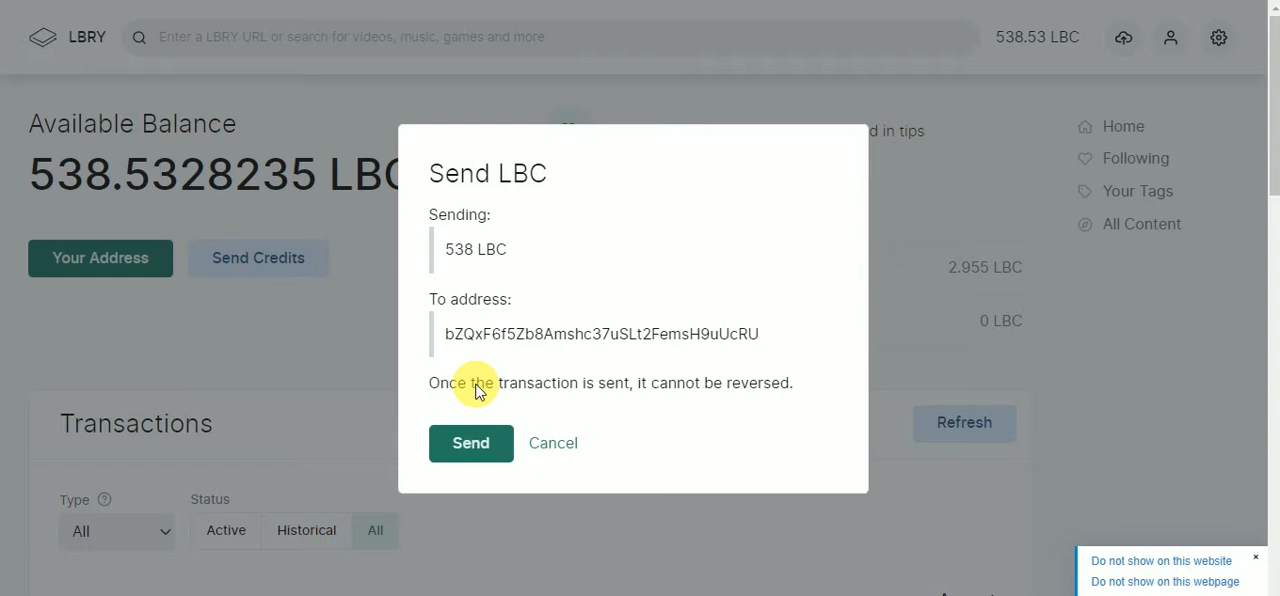 LBRY
Enter a LBRY URL or search for videos, music, games and more
538.53 LBC
Available Balance
538.5328235 LBC
d in tips
Home
Following
Your Tags
All Content
Your Address
Send Credits
2.955 LBC
0 LBC
Send LBC
Sending:
538 LBC
To address:
bZQxF6f5Zb8Amshc37uSLt2FemsH9uUcRU
Once the transaction is sent, it cannot be reversed.
Send
Cancel
Transactions
Refresh
Type
Status
All
Active
Historical
All
Do not show on this website
Do not show on this webpage